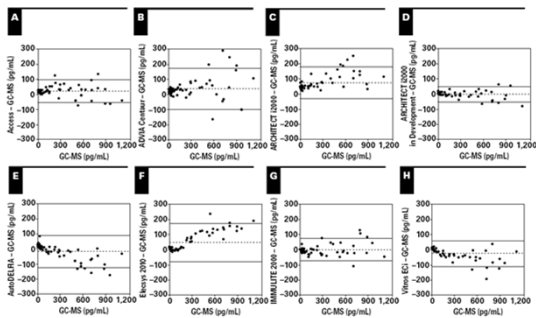 A
B
C
D
300
200
100
0
−100
−200
−300
Access – GC-MS (pg/mL)
0 300 600 900 1,200
GC-MS (pg/mL)
300
200
100
0
−100
−200
−300
ADVIA Centaur – GC-MS (pg/mL)
0 300 600 900 1,200
GC-MS (pg/mL)
300
200
100
0
−100
−200
−300
ARCHITECT i2000 – GC-MS (pg/mL)
0 300 600 900 1,200
GC-MS (pg/mL)
300
200
100
0
−100
−200
−300
ARCHITECT i2000
in Development – GC-MS (pg/mL)
0 300 600 900 1,200
GC-MS (pg/mL)
E
F
G
H
300
200
100
0
−100
−200
−300
AutoDELFIA – GC-MS (pg/mL)
0 300 600 900 1,200
GC-MS (pg/mL)
300
200
100
0
−100
−200
−300
Elecsys 2010 – GC-MS (pg/mL)
0 300 600 900 1,200
GC-MS (pg/mL)
300
200
100
0
−100
−200
−300
IMMULITE 2000 – GC-MS (pg/mL)
0 300 600 900 1,200
GC-MS (pg/mL)
300
200
100
0
−100
−200
−300
Vitros ECi – GC-MS (pg/mL)
0 300 600 900 1,200
GC-MS (pg/mL)